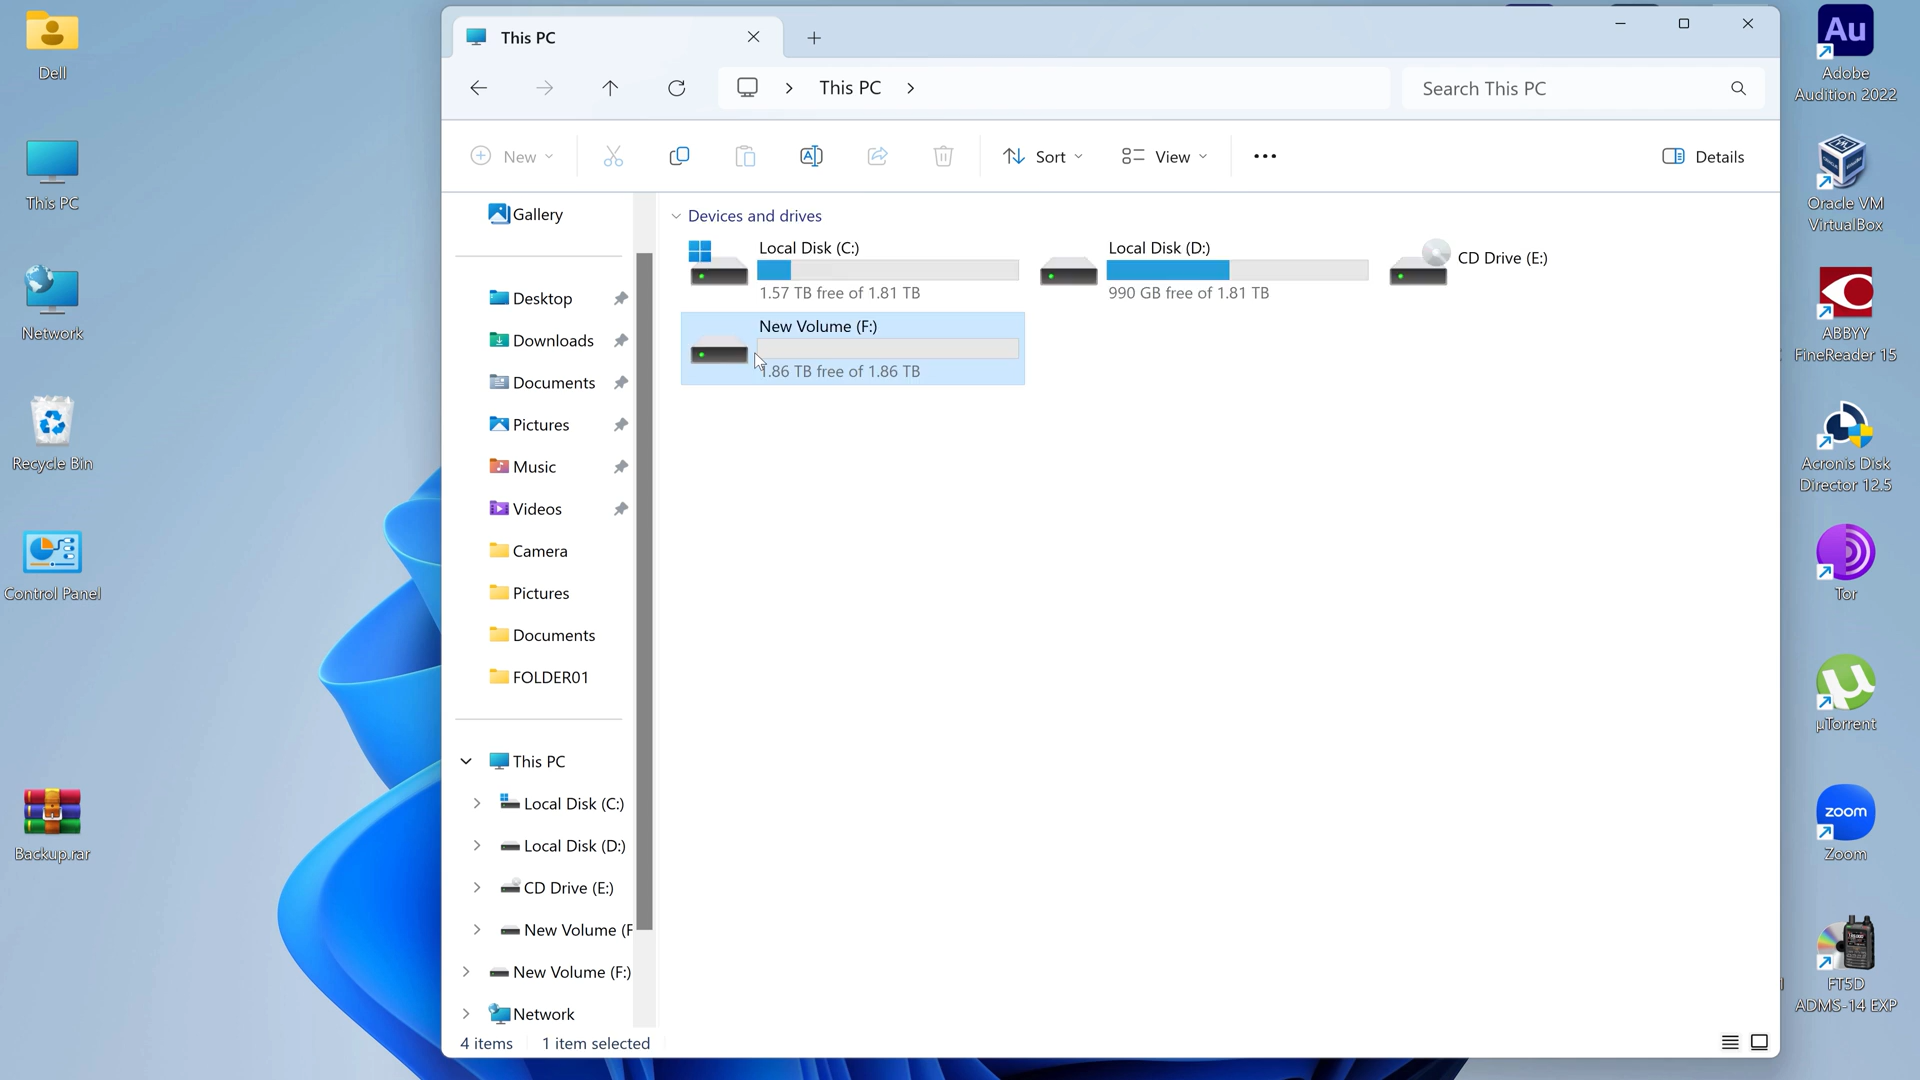 Dell
This PC
Network
Recycle Bin
Control Panel
Backup.rar
This PC
This PC
Search This PC
New
Sort
View
Details
Gallery
Desktop
Downloads
Documents
Pictures
Music
Videos
Camera
Pictures
Documents
FOLDER01
This PC
Local Disk (C:)
Local Disk (D:)
CD Drive (E:)
New Volume (F
New Volume (F:)
Network
Devices and drives
Local Disk (C:)
1.57 TB free of 1.81 TB
Local Disk (D:)
990 GB free of 1.81 TB
CD Drive (E:)
New Volume (F:)
1.86 TB free of 1.86 TB
4 items
1 item selected
Au
Adobe
Audition 2022
Oracle VM
VirtualBox
ABBYY
FineReader 15
Acronis Disk
Director 12.5
Tor
µTorrent
zoom
Zoom
FT5D
ADMS-14 EXP